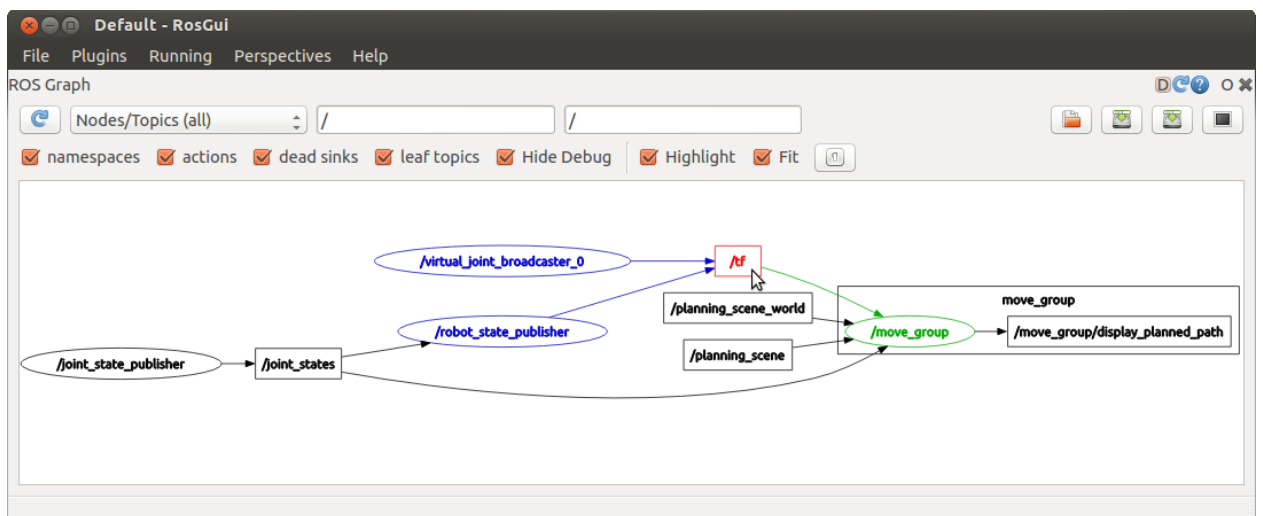 Default - RosGui
File Plugins Running Perspectives Help
ROS Graph
D ? O
Nodes/Topics (all) / /
namespaces actions dead sinks leaf topics Hide Debug Highlight Fit
/virtual_joint_broadcaster_0
/tf
/planning_scene_world
move_group
/robot_state_publisher
/move_group
/move_group/display_planned_path
/joint_state_publisher
/joint_states
/planning_scene